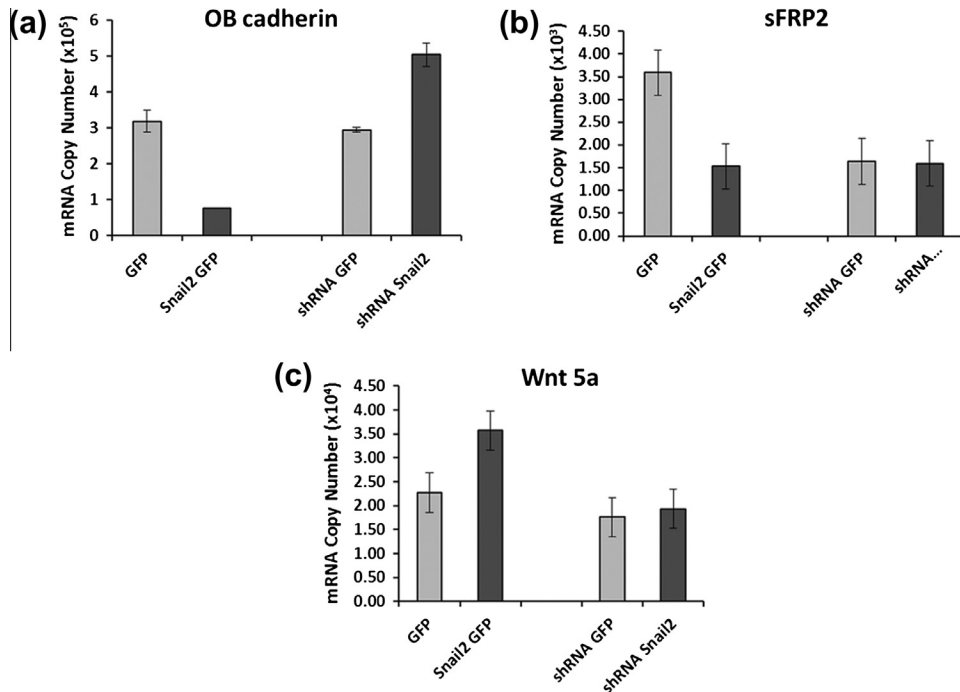 (a)
OB cadherin
mRNA Copy Number (x10⁵)
6
5
4
3
2
1
0
GFP
Snail2 GFP
shRNA GFP
shRNA Snail2
(b)
sFRP2
mRNA Copy Number (x10³)
4.50
4.00
3.50
3.00
2.50
2.00
1.50
1.00
0.50
0.00
GFP
Snail2 GFP
shRNA GFP
shRNA...
(c)
Wnt 5a
mRNA Copy Number (x10⁴)
4.50
4.00
3.50
3.00
2.50
2.00
1.50
1.00
0.50
0.00
GFP
Snail2 GFP
shRNA GFP
shRNA Snail2